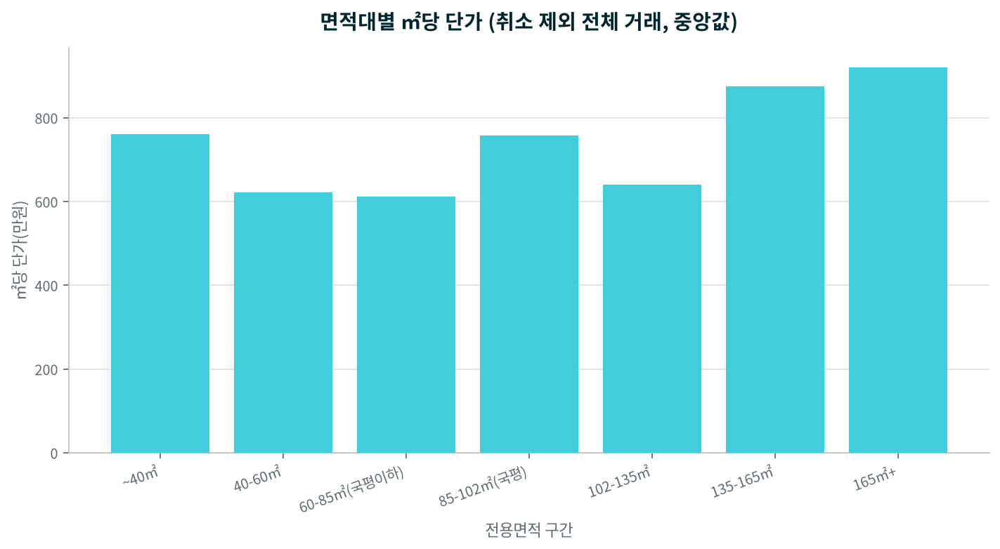 면적대별 ㎡당 단가 (취소 제외 전체 거래, 중앙값)
㎡당 단가(만원)
800
600
400
200
0
~40㎡
40-60㎡
60-85㎡(국평이하)
85-102㎡(국평)
102-135㎡
135-165㎡
165㎡+
전용면적 구간